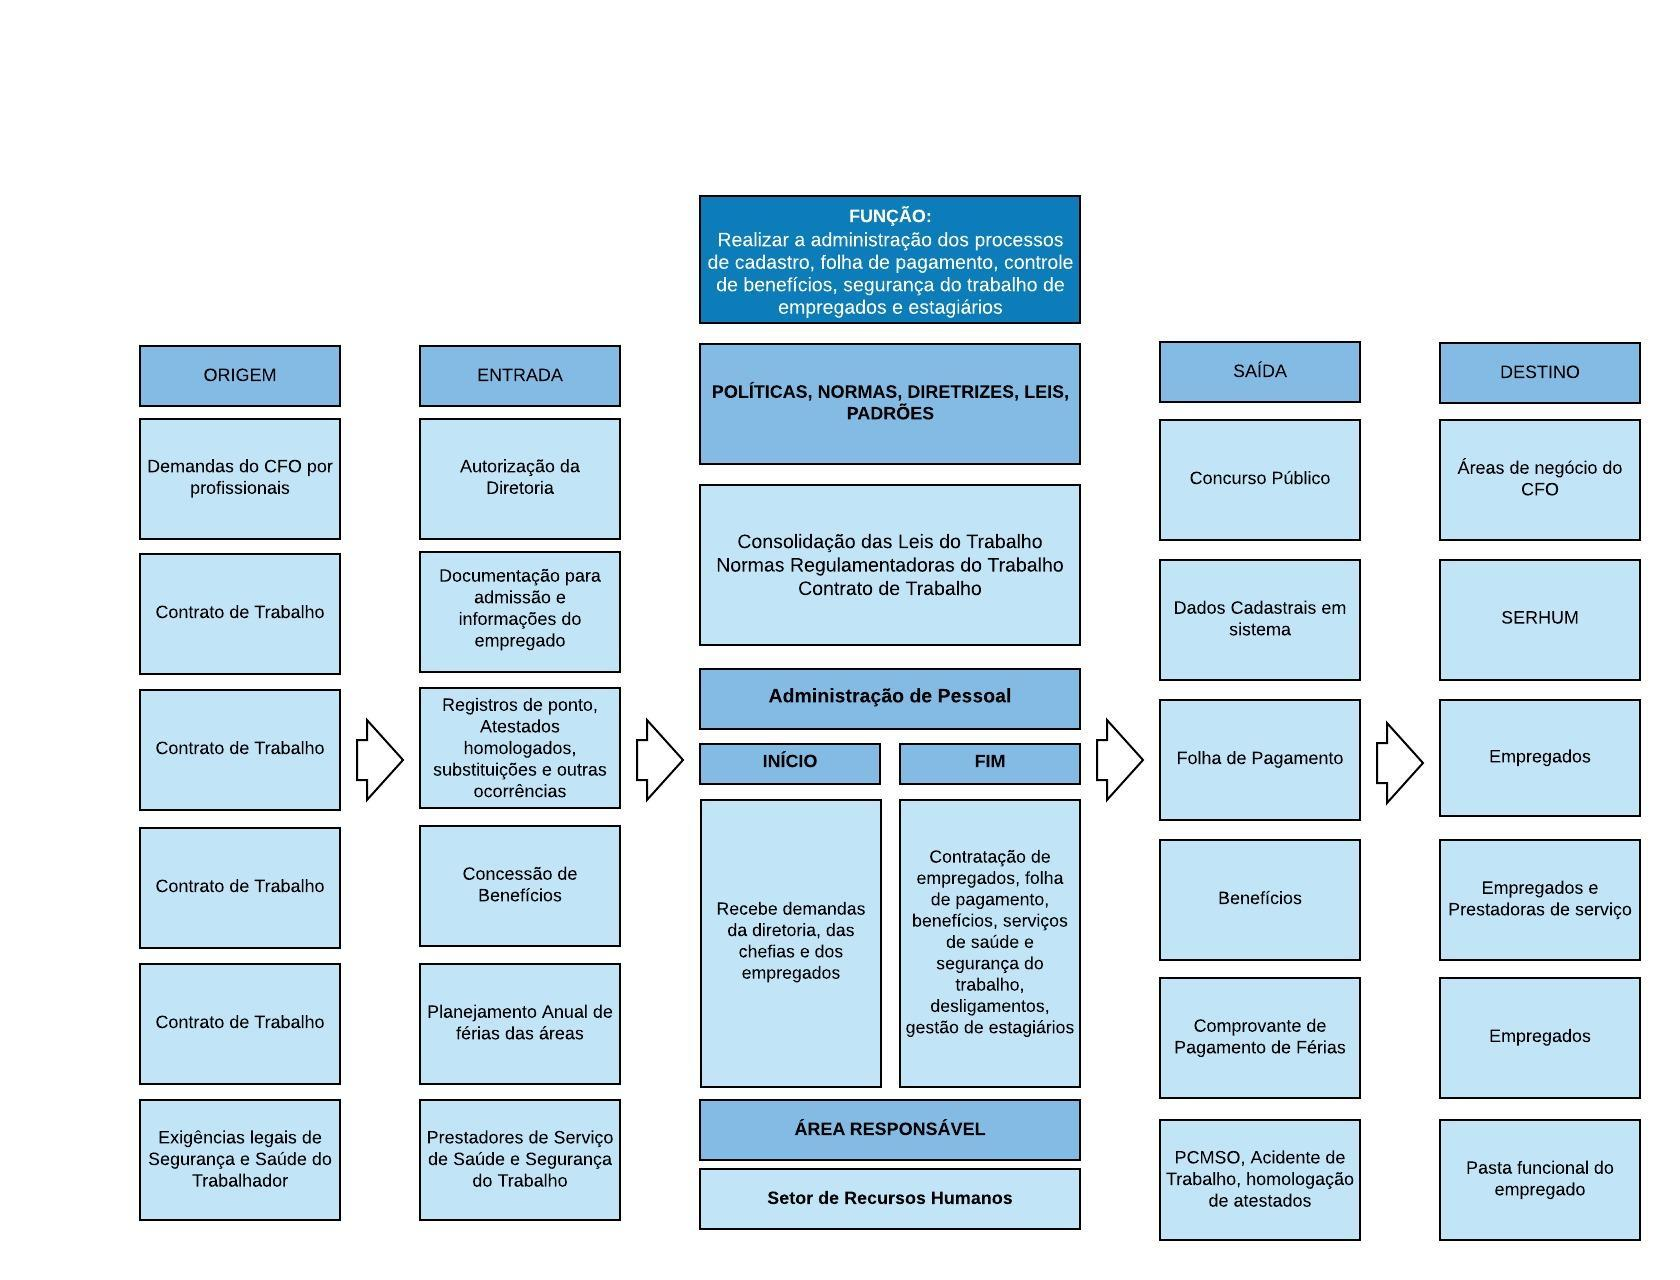 FUNÇÃO:
Realizar a administração dos processos
de cadastro, folha de pagamento, controle
de benefícios, segurança do trabalho de
empregados e estagiários
ORIGEM
Demandas do CFO por
profissionais
Contrato de Trabalho
Contrato de Trabalho
Contrato de Trabalho
Contrato de Trabalho
Exigências legais de
Segurança e Saúde do
Trabalhador
ENTRADA
Autorização da
Diretoria
Documentação para
admissão e
informações do
empregado
Registros de ponto,
Atestados
homologados,
substituições e outras
ocorrências
Concessão de
Benefícios
Planejamento Anual de
férias das áreas
Prestadores de Serviço
de Saúde e Segurança
do Trabalho
POLÍTICAS, NORMAS, DIRETRIZES, LEIS,
PADRÕES
Consolidação das Leis do Trabalho
Normas Regulamentadoras do Trabalho
Contrato de Trabalho
Administração de Pessoal
INÍCIO
Recebe demandas
da diretoria, das
chefias e dos
empregados
FIM
Contratação de
empregados, folha
de pagamento,
benefícios, serviços
de saúde e
segurança do
trabalho,
desligamentos,
gestão de estagiários
ÁREA RESPONSÁVEL
Setor de Recursos Humanos
SAÍDA
Concurso Público
Dados Cadastrais em
sistema
Folha de Pagamento
Benefícios
Comprovante de
Pagamento de Férias
PCMSO, Acidente de
Trabalho, homologação
de atestados
DESTINO
Áreas de negócio do
CFO
SERHUM
Empregados
Empregados e
Prestadoras de serviço
Empregados
Pasta funcional do
empregado